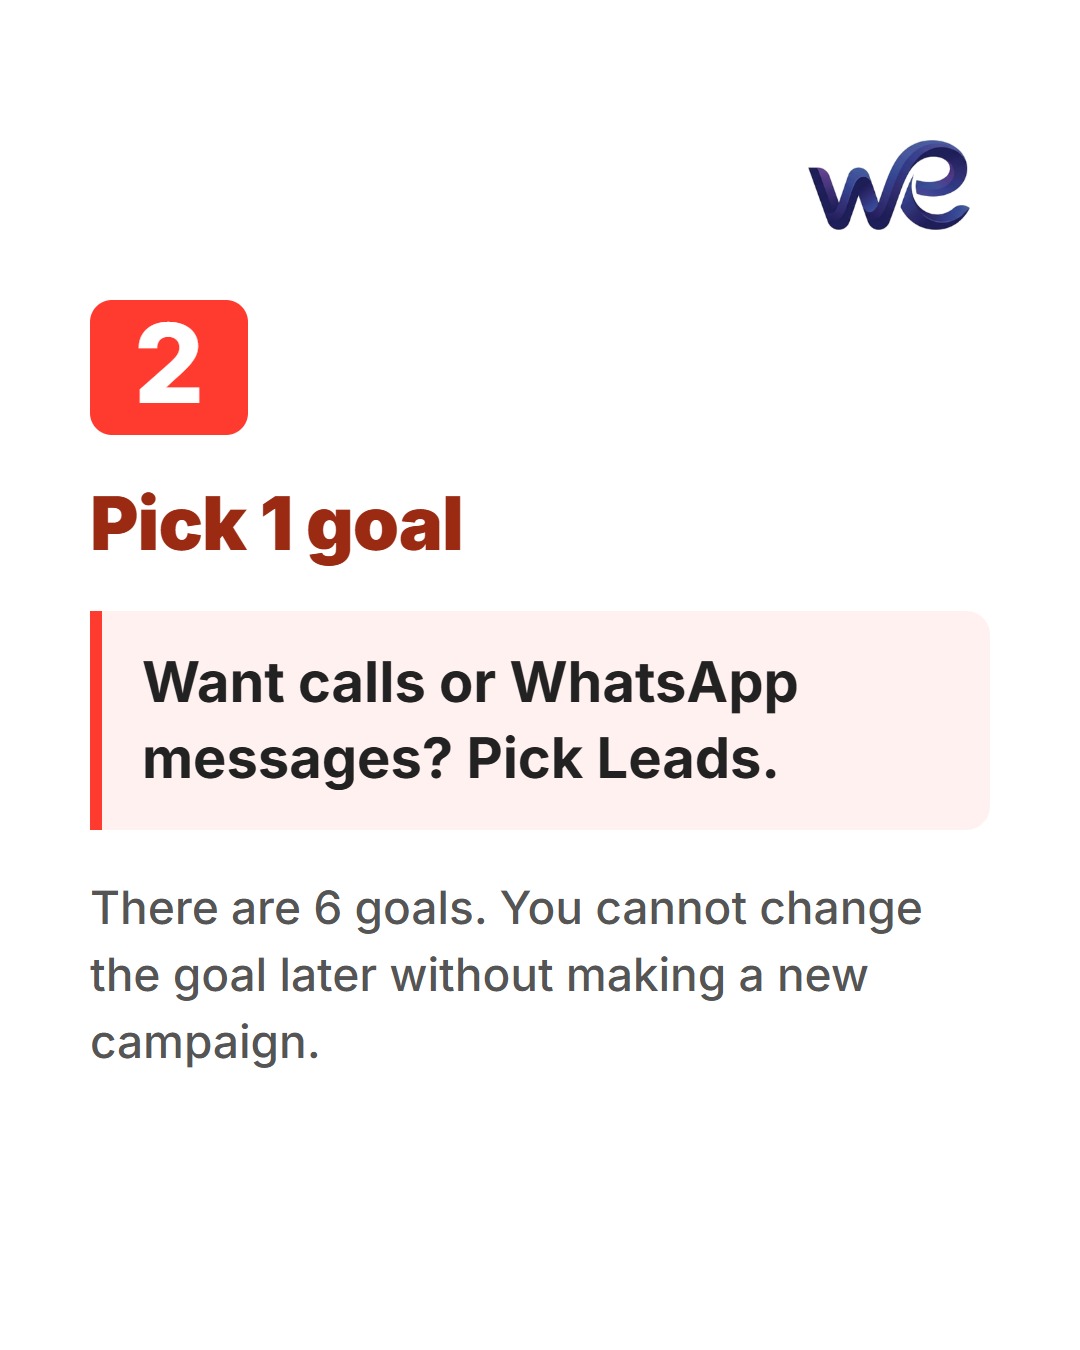 we
2
Pick 1 goal
Want calls or WhatsApp
messages? Pick Leads.
There are 6 goals. You cannot change
the goal later without making a new
campaign.